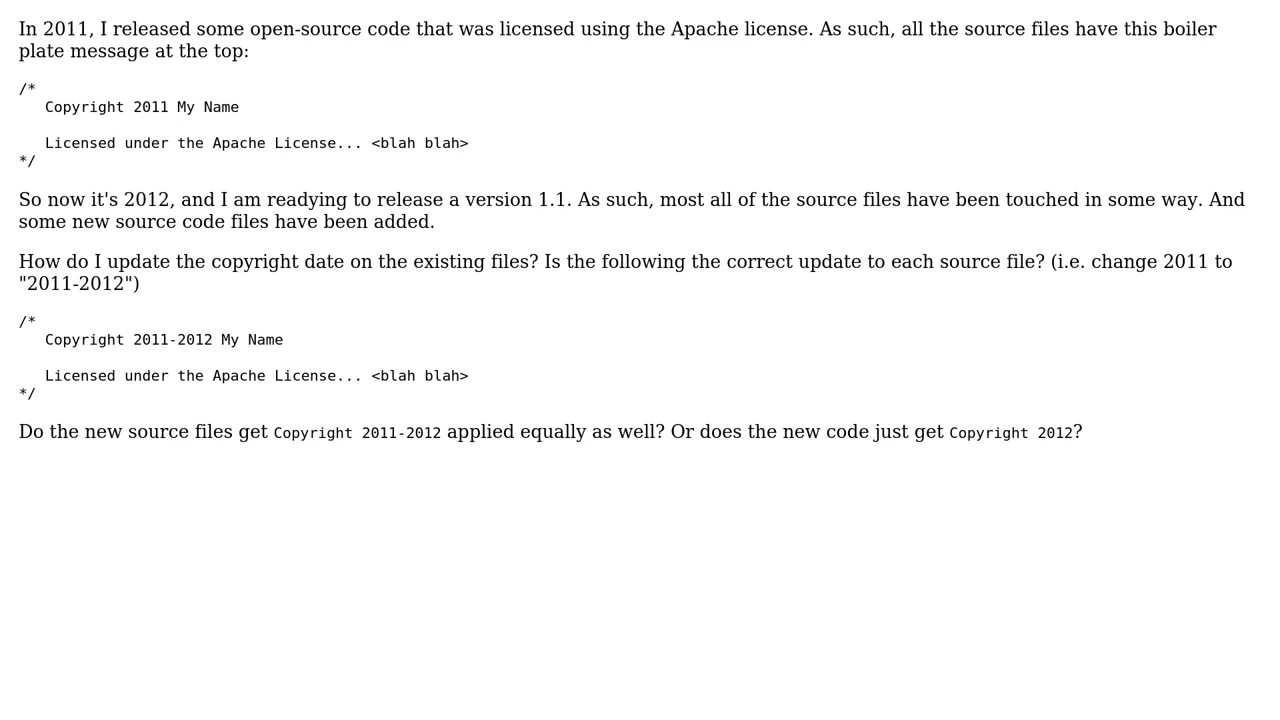 In 2011, I released some open-source code that was licensed using the Apache license. As such, all the source files have this boiler
plate message at the top:
/*
Copyright 2011 My Name
Licensed under the Apache License... <blah blah>
*/
So now it's 2012, and I am readying to release a version 1.1. As such, most all of the source files have been touched in some way. And
some new source code files have been added.
How do I update the copyright date on the existing files? Is the following the correct update to each source file? (i.e. change 2011 to
"2011-2012")
/*
Copyright 2011-2012 My Name
Licensed under the Apache License... <blah blah>
*/
Do the new source files get Copyright 2011-2012 applied equally as well? Or does the new code just get Copyright 2012?